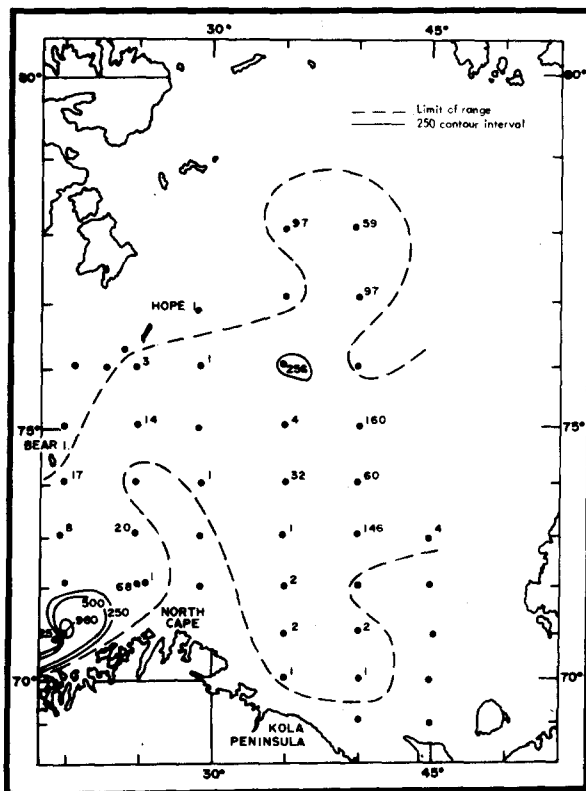 30° 45°
80° 80°
Limit of range
250 contour interval
97 59
HOPE I. 97
3 1 256
75° 14 4 160 75°
BEAR I.
17 1 32 60
8 20 1 146 4
68 1 2
500 250
960
NORTH CAPE
2 2
70° 1 1 70°
KOLA
PENINSULA
30° 45°